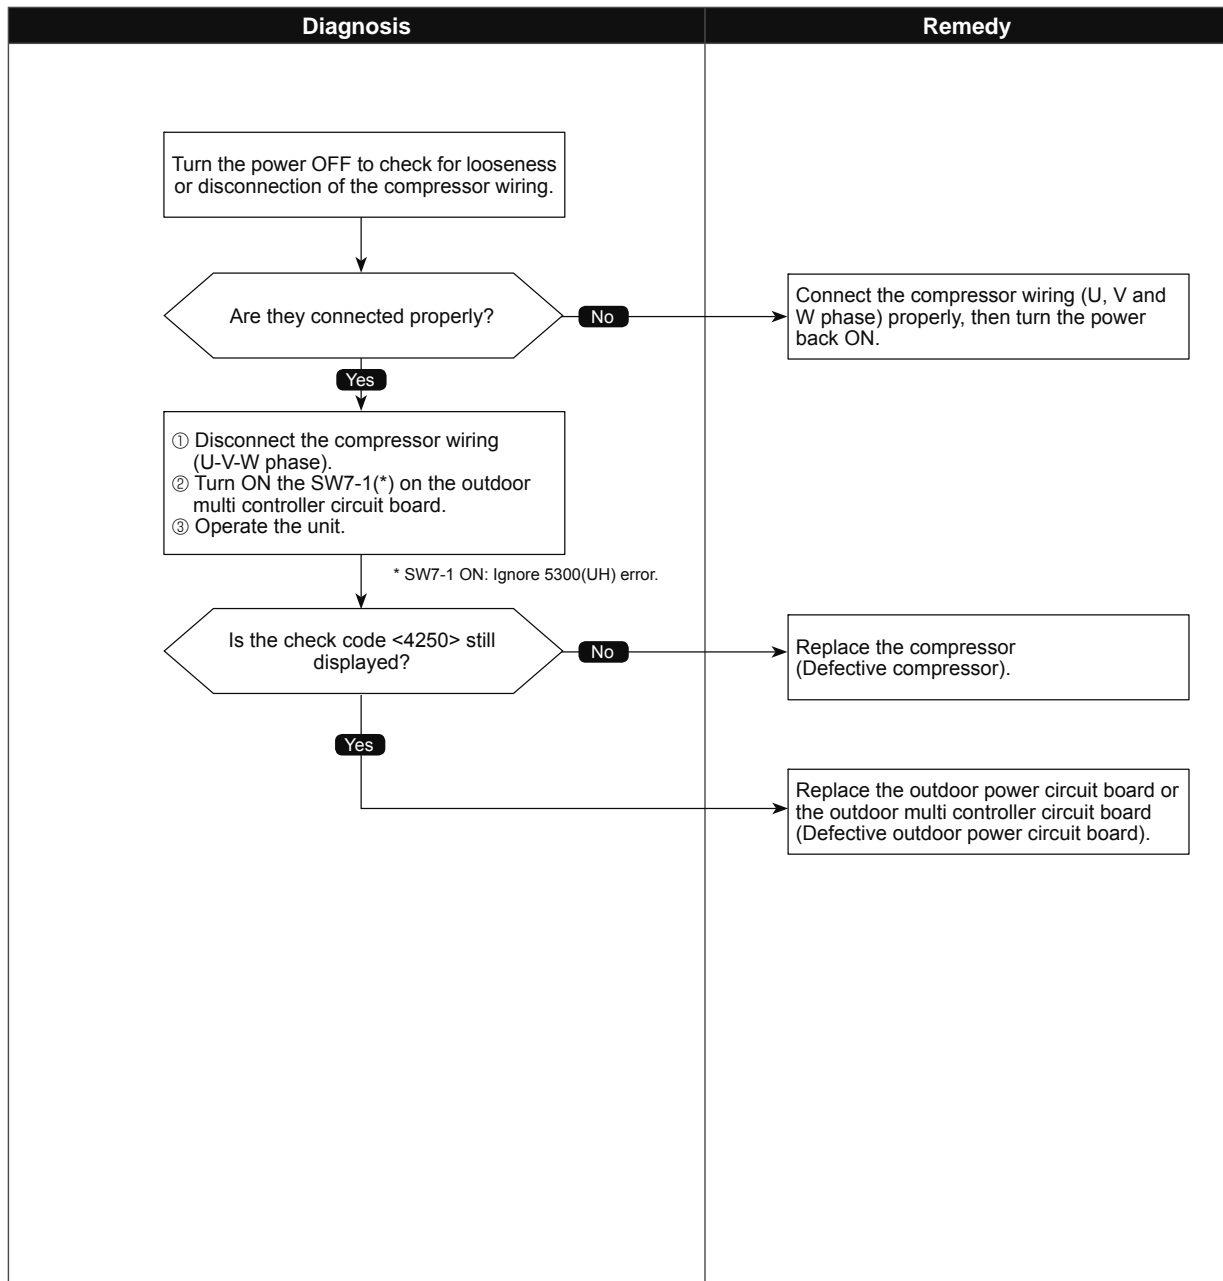 Diagnosis
Remedy
Turn the power OFF to check for looseness
or disconnection of the compressor wiring.
Are they connected properly?
No
Connect the compressor wiring (U, V and
W phase) properly, then turn the power
back ON.
Yes
① Disconnect the compressor wiring
(U-V-W phase).
② Turn ON the SW7-1(*) on the outdoor
multi controller circuit board.
③ Operate the unit.
* SW7-1 ON: Ignore 5300(UH) error.
Is the check code <4250> still
displayed?
No
Replace the compressor
(Defective compressor).
Yes
Replace the outdoor power circuit board or
the outdoor multi controller circuit board
(Defective outdoor power circuit board).